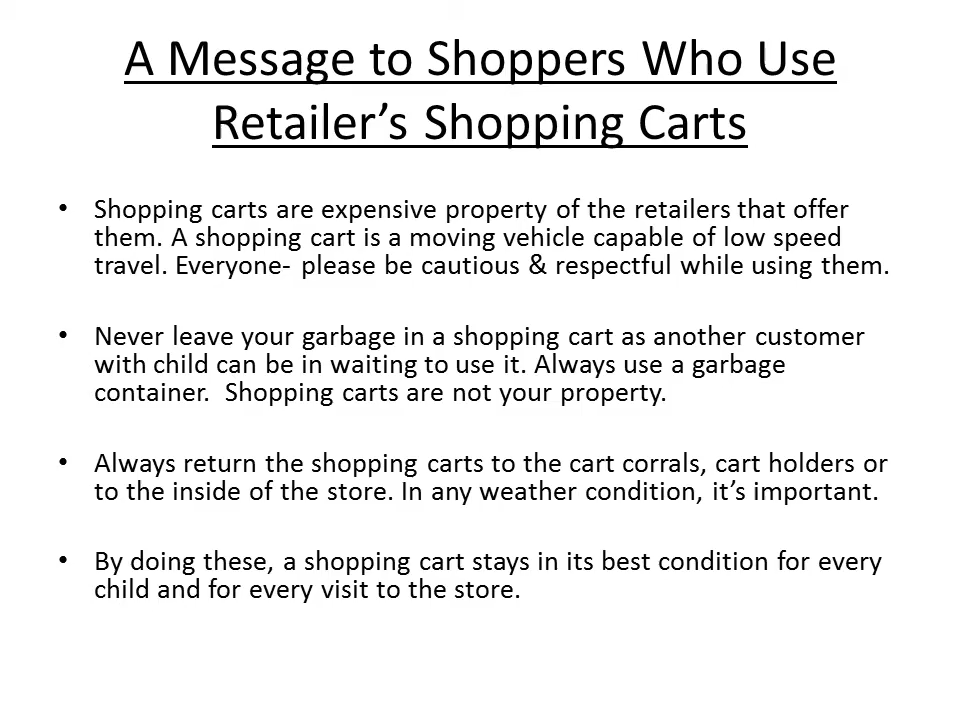 A Message to Shoppers Who Use
Retailer’s Shopping Carts
• Shopping carts are expensive property of the retailers that offer
them. A shopping cart is a moving vehicle capable of low speed
travel. Everyone- please be cautious & respectful while using them.
• Never leave your garbage in a shopping cart as another customer
with child can be in waiting to use it. Always use a garbage
container.  Shopping carts are not your property.
• Always return the shopping carts to the cart corrals, cart holders or
to the inside of the store. In any weather condition, it’s important.
• By doing these, a shopping cart stays in its best condition for every
child and for every visit to the store.